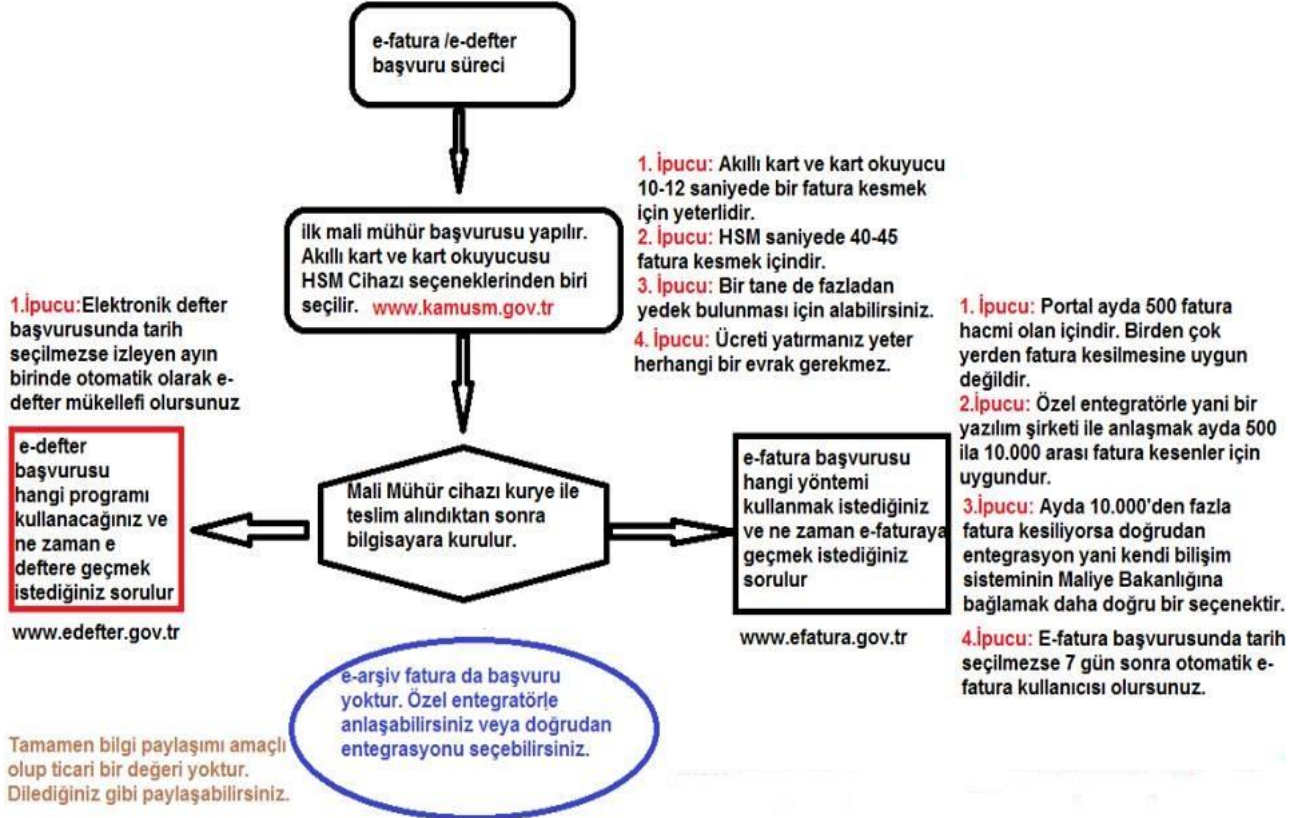 e-fatura /e-defter
başvuru süreci
ilk mali mühür başvurusu yapılır.
Akıllı kart ve kart okuyucusu
HSM Cihazı seçeneklerinden biri
seçilir. www.kamusm.gov.tr
1. İpucu: Akıllı kart ve kart okuyucu
10-12 saniyede bir fatura kesmek
için yeterlidir.
2. İpucu: HSM saniyede 40-45
fatura kesmek içindir.
3. İpucu: Bir tane de fazladan
yedek bulunması için alabilirsiniz.
4. İpucu: Ücreti yatırmanız yeter
herhangi bir evrak gerekmez.
1.İpucu:Elektronik defter
başvurusunda tarih
seçilmezse izleyen ayın
birinde otomatik olarak e-
defter mükellefi olursunuz
e-defter
başvurusu
hangi programı
kullanacağınız ve
ne zaman e
deftere geçmek
istediğiniz sorulur
www.edefter.gov.tr
Mali Mühür cihazı kurye ile
teslim alındıktan sonra
bilgisayara kurulur.
e-fatura başvurusu
hangi yöntemi
kullanmak istediğiniz
ve ne zaman e-faturaya
geçmek istediğiniz
sorulur
www.efatura.gov.tr
1. İpucu: Portal ayda 500 fatura
hacmi olan içindir. Birden çok
yerden fatura kesilmesine uygun
değildir.
2.İpucu: Özel entegratörle yani bir
yazılım şirketi ile anlaşmak ayda 500
ila 10.000 arası fatura kesenler için
uygundur.
3.İpucu: Ayda 10.000'den fazla
fatura kesiliyorsa doğrudan
entegrasyon yani kendi bilişim
sisteminin Maliye Bakanlığına
bağlamak daha doğru bir seçenektir.
4.İpucu: E-fatura başvurusunda tarih
seçilmezse 7 gün sonra otomatik e-
fatura kullanıcısı olursunuz.
e-arşiv fatura da başvuru
yoktur. Özel entegratörle
anlaşabilirsiniz veya doğrudan
entegrasyonu seçebilirsiniz.
Tamamen bilgi paylaşımı amaçlı
olup ticari bir değeri yoktur.
Dilediğiniz gibi paylaşabilirsiniz.